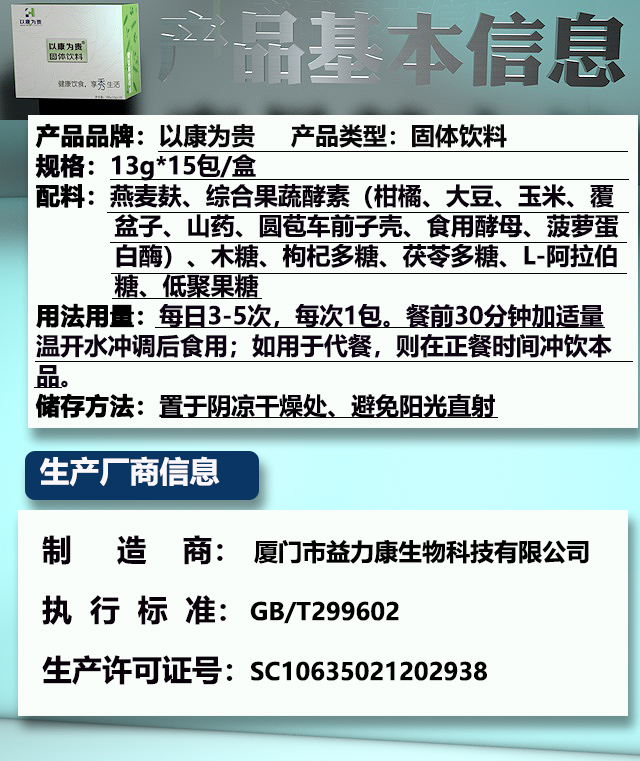 以康为贵
以康为贵
固体饮料
健康饮食，享秀生活
产品基本信息
产品品牌：以康为贵 产品类型：固体饮料
规格：13g*15包/盒
配料：燕麦麸、综合果蔬酵素（柑橘、大豆、玉米、覆
盆子、山药、圆苞车前子壳、食用酵母、菠萝蛋
白酶）、木糖、枸杞多糖、茯苓多糖、L-阿拉伯
糖、低聚果糖
用法用量：每日3-5次，每次1包。餐前30分钟加适量
温开水冲调后食用；如用于代餐，则在正餐时间冲饮本
品。
储存方法：置于阴凉干燥处、避免阳光直射
生产厂商信息
制造商：厦门市益力康生物科技有限公司
执行标准：GB/T299602
生产许可证号：SC10635021202938